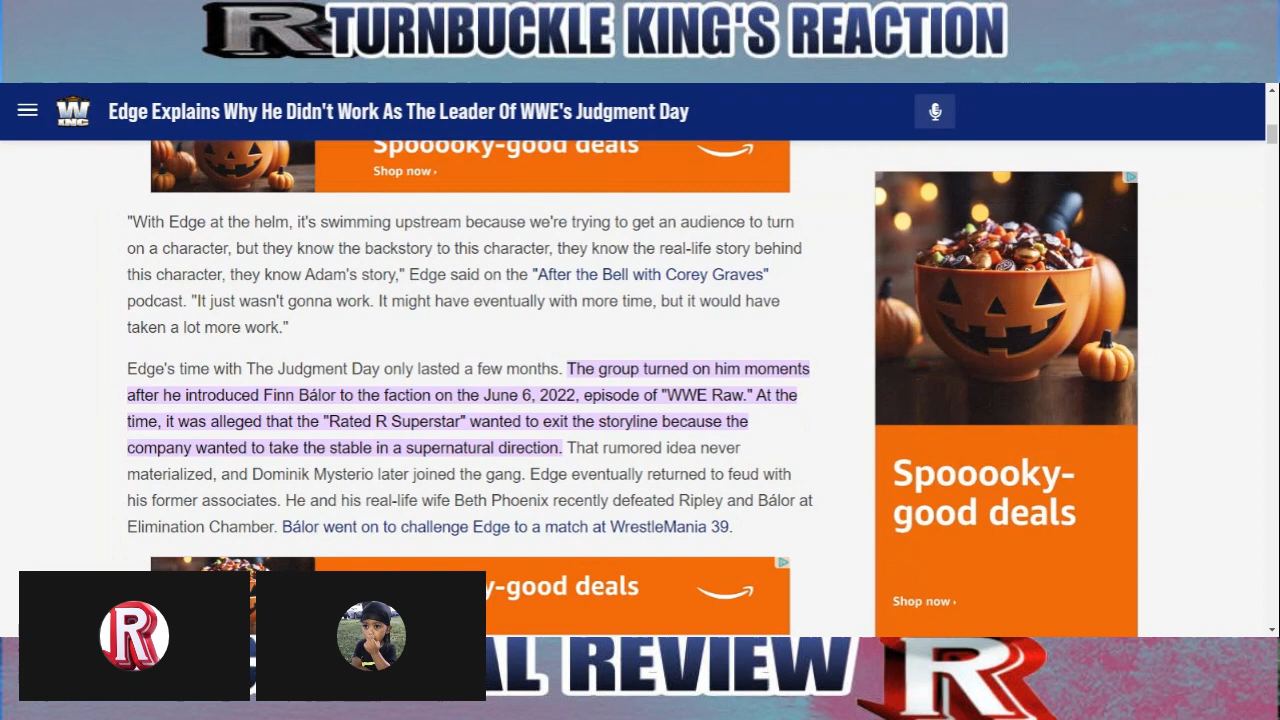 R TURNBUCKLE KING'S REACTION
W INC
Edge Explains Why He Didn't Work As The Leader Of WWE's Judgment Day
Spooooky-good deals
Shop now ›
"With Edge at the helm, it's swimming upstream because we're trying to get an audience to turn
on a character, but they know the backstory to this character, they know the real-life story behind
this character, they know Adam's story," Edge said on the "After the Bell with Corey Graves"
podcast. "It just wasn't gonna work. It might have eventually with more time, but it would have
taken a lot more work."
Edge's time with The Judgment Day only lasted a few months. The group turned on him moments
after he introduced Finn Bálor to the faction on the June 6, 2022, episode of "WWE Raw." At the
time, it was alleged that the "Rated R Superstar" wanted to exit the storyline because the
company wanted to take the stable in a supernatural direction. That rumored idea never
materialized, and Dominik Mysterio later joined the gang. Edge eventually returned to feud with
his former associates. He and his real-life wife Beth Phoenix recently defeated Ripley and Bálor at
Elimination Chamber. Bálor went on to challenge Edge to a match at WrestleMania 39.
Spooooky-
good deals
Shop now ›
y-good deals
R
AL REVIEW
R